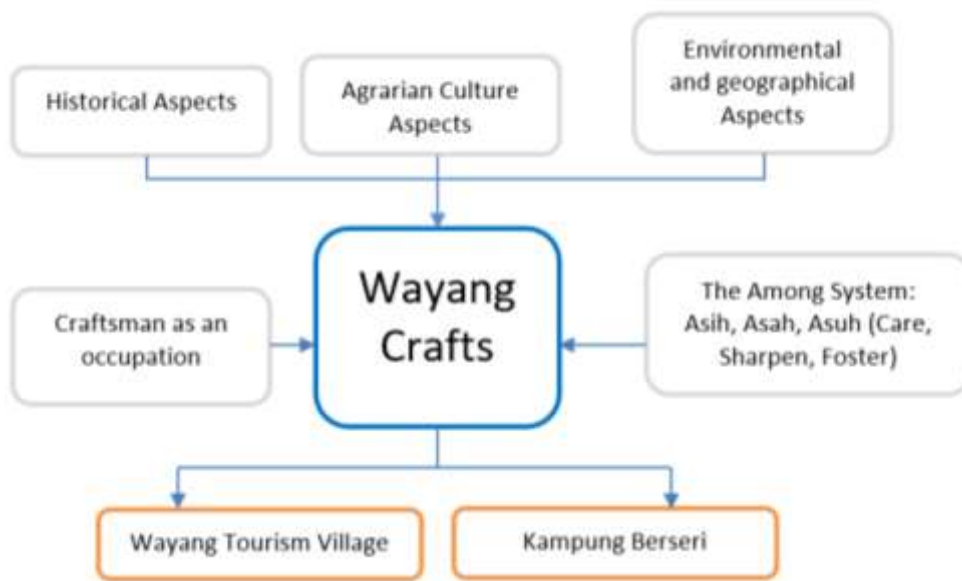 Historical Aspects
Agrarian Culture
Aspects
Environmental
and geographical
Aspects
Craftsman as an
occupation
Wayang
Crafts
The Among System:
Asih, Asah, Asuh (Care,
Sharpen, Foster)
Wayang Tourism Village
Kampung Berseri